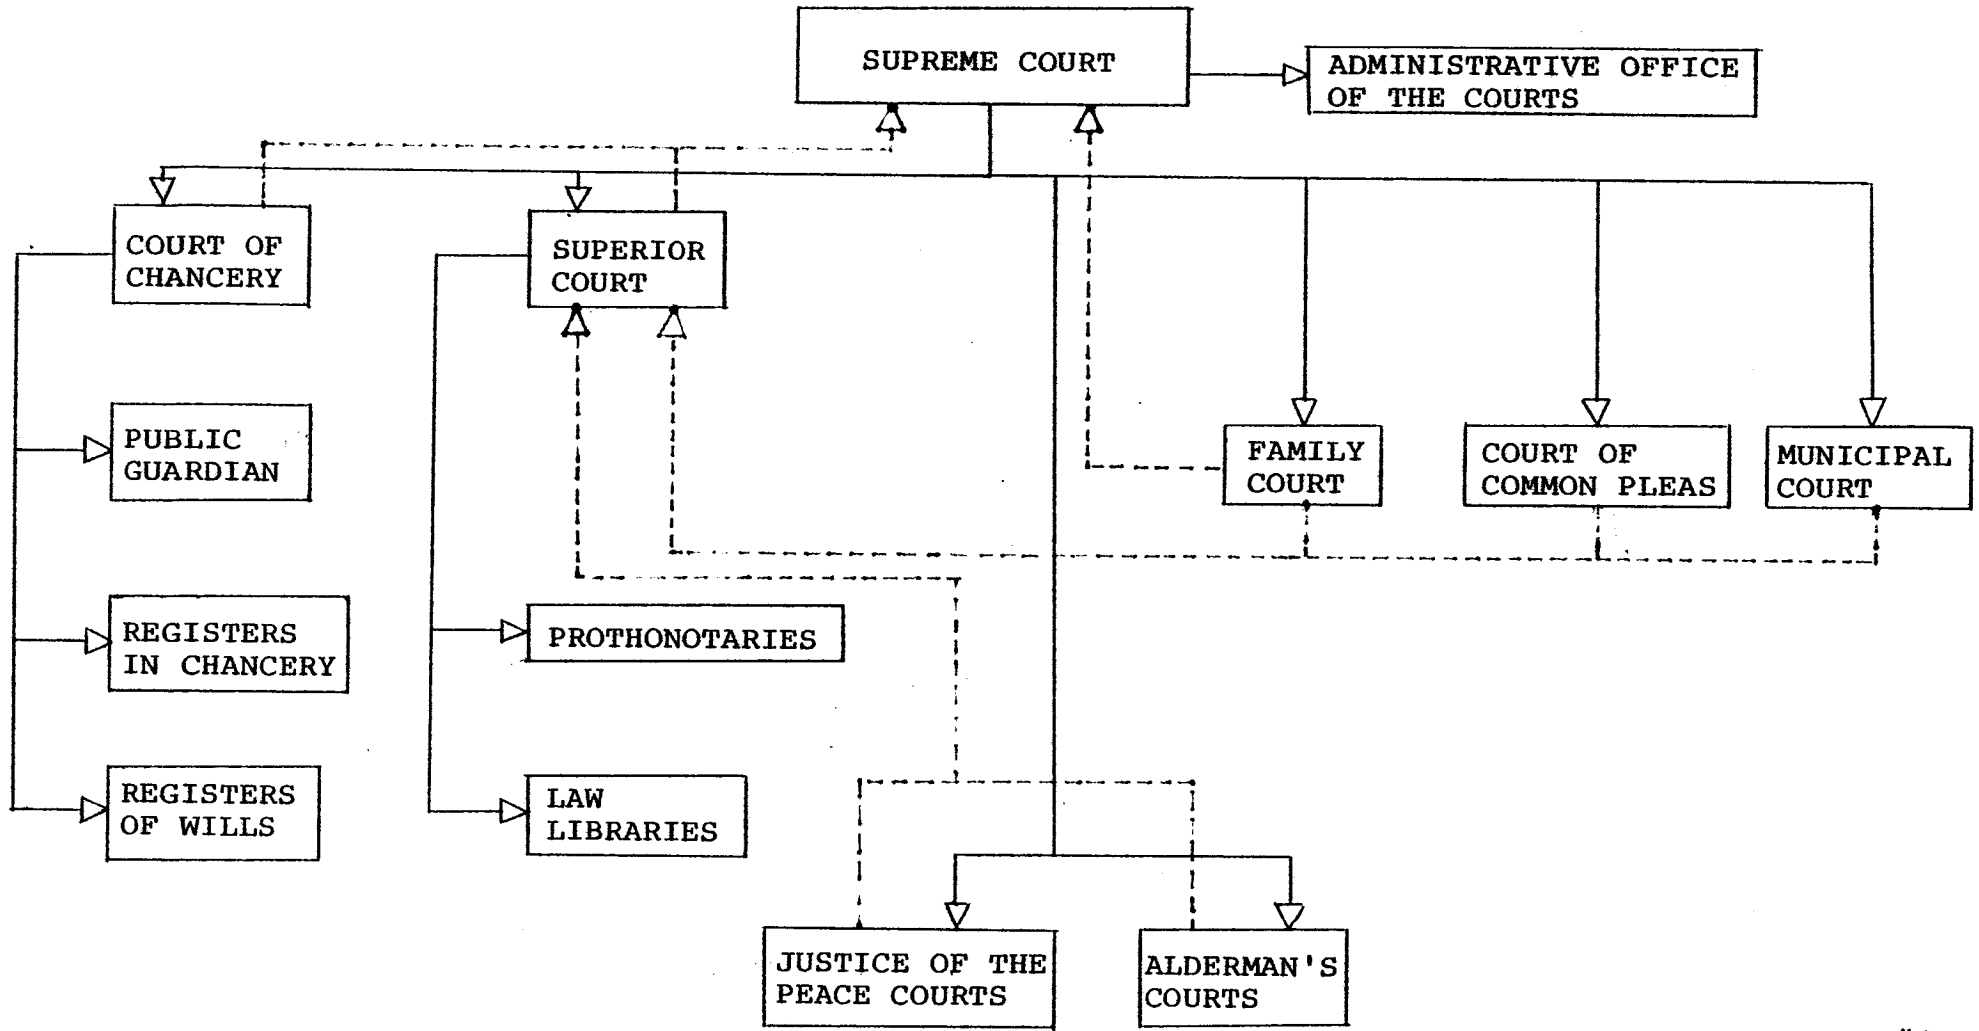 SUPREME COURT
ADMINISTRATIVE OFFICE
OF THE COURTS
COURT OF
CHANCERY
SUPERIOR
COURT
PUBLIC
GUARDIAN
FAMILY
COURT
COURT OF
COMMON PLEAS
MUNICIPAL
COURT
REGISTERS
IN CHANCERY
PROTHONOTARIES
REGISTERS
OF WILLS
LAW
LIBRARIES
JUSTICE OF THE
PEACE COURTS
ALDERMAN'S
COURTS